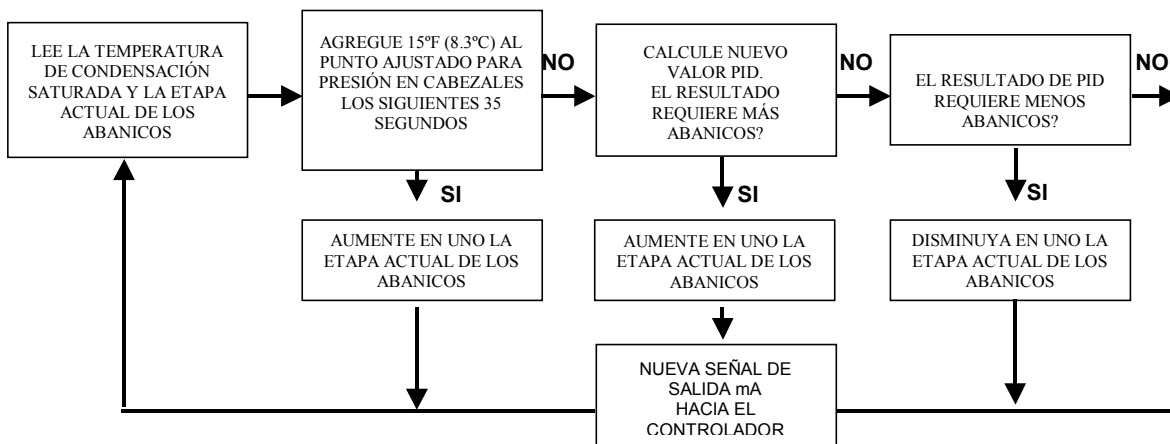 LEE LA TEMPERATURA
DE CONDENSACIÓN
SATURADA Y LA ETAPA
ACTUAL DE LOS
ABANICOS
AGREGUE 15ºF (8.3ºC) AL
PUNTO AJUSTADO PARA
PRESIÓN EN CABEZALES
LOS SIGUIENTES 35
SEGUNDOS
NO
CALCULE NUEVO
VALOR PID.
EL RESULTADO
REQUIERE MÁS
ABANICOS?
NO
EL RESULTADO DE PID
REQUIERE MENOS
ABANICOS?
NO
SI
SI
SI
AUMENTE EN UNO LA
ETAPA ACTUAL DE LOS
ABANICOS
AUMENTE EN UNO LA
ETAPA ACTUAL DE LOS
ABANICOS
DISMINUYA EN UNO LA
ETAPA ACTUAL DE LOS
ABANICOS
NUEVA SEÑAL DE
SALIDA mA
HACIA EL
CONTROLADOR